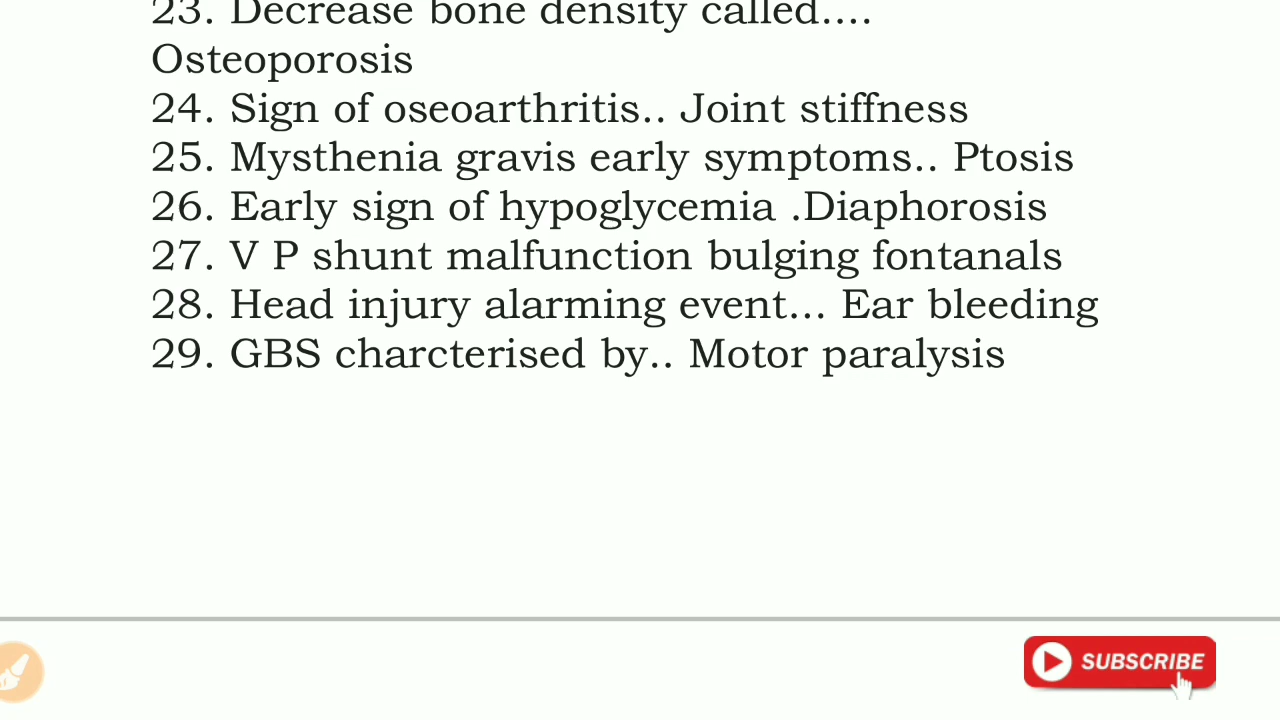 23. Decrease bone density called....
Osteoporosis
24. Sign of oseoarthritis.. Joint stiffness
25. Mysthenia gravis early symptoms.. Ptosis
26. Early sign of hypoglycemia .Diaphorosis
27. V P shunt malfunction bulging fontanals
28. Head injury alarming event... Ear bleeding
29. GBS charcterised by.. Motor paralysis
SUBSCRIBE